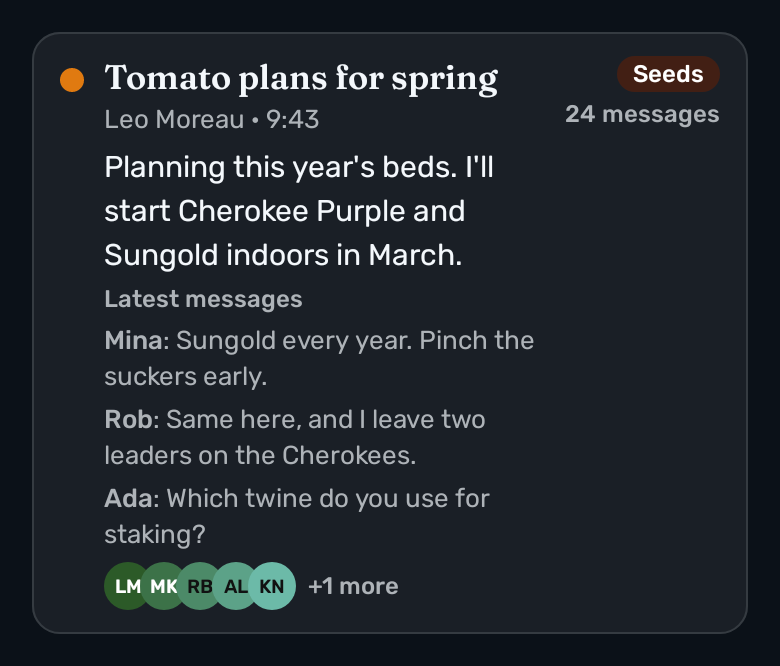 Tomato plans for spring
Seeds
Leo Moreau • 9:43
24 messages
Planning this year's beds. I'll
start Cherokee Purple and
Sungold indoors in March.
Latest messages
Mina: Sungold every year. Pinch the
suckers early.
Rob: Same here, and I leave two
leaders on the Cherokees.
Ada: Which twine do you use for
staking?
LM MK RB AL KN +1 more